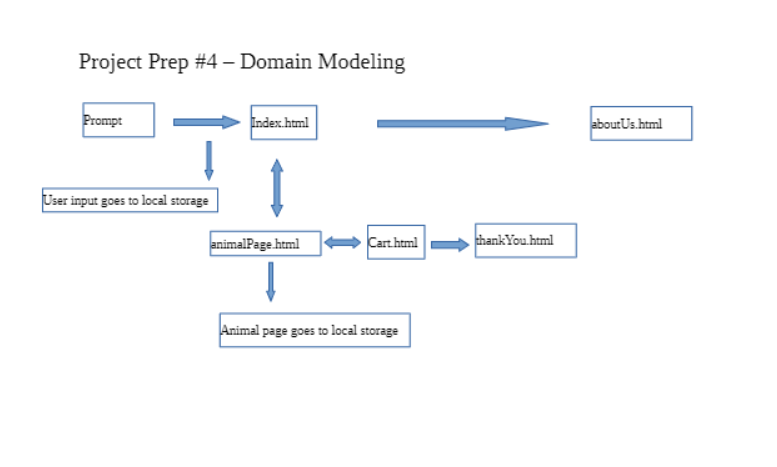 Project Prep #4 – Domain Modeling
Prompt
Index.html
aboutUs.html
User input goes to local storage
animalPage.html
Cart.html
thankYou.html
Animal page goes to local storage